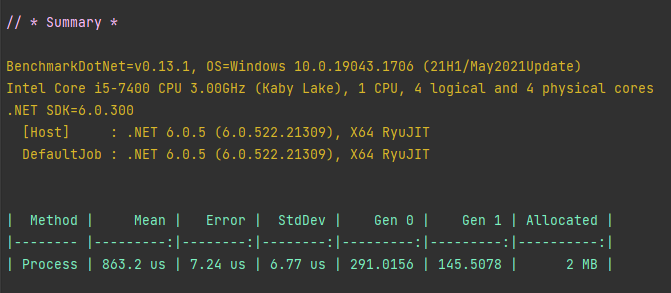 // * Summary *
BenchmarkDotNet=v0.13.1, OS=Windows 10.0.19043.1706 (21H1/May2021Update)
Intel Core i5-7400 CPU 3.00GHz (Kaby Lake), 1 CPU, 4 logical and 4 physical cores
.NET SDK=6.0.300
  [Host]     : .NET 6.0.5 (6.0.522.21309), X64 RyuJIT
  DefaultJob : .NET 6.0.5 (6.0.522.21309), X64 RyuJIT
|  Method |     Mean |   Error |  StdDev |    Gen 0 |    Gen 1 | Allocated |
|-------- |---------:|--------:|--------:|---------:|---------:|----------:|
| Process | 863.2 us | 7.24 us | 6.77 us | 291.0156 | 145.5078 |      2 MB |